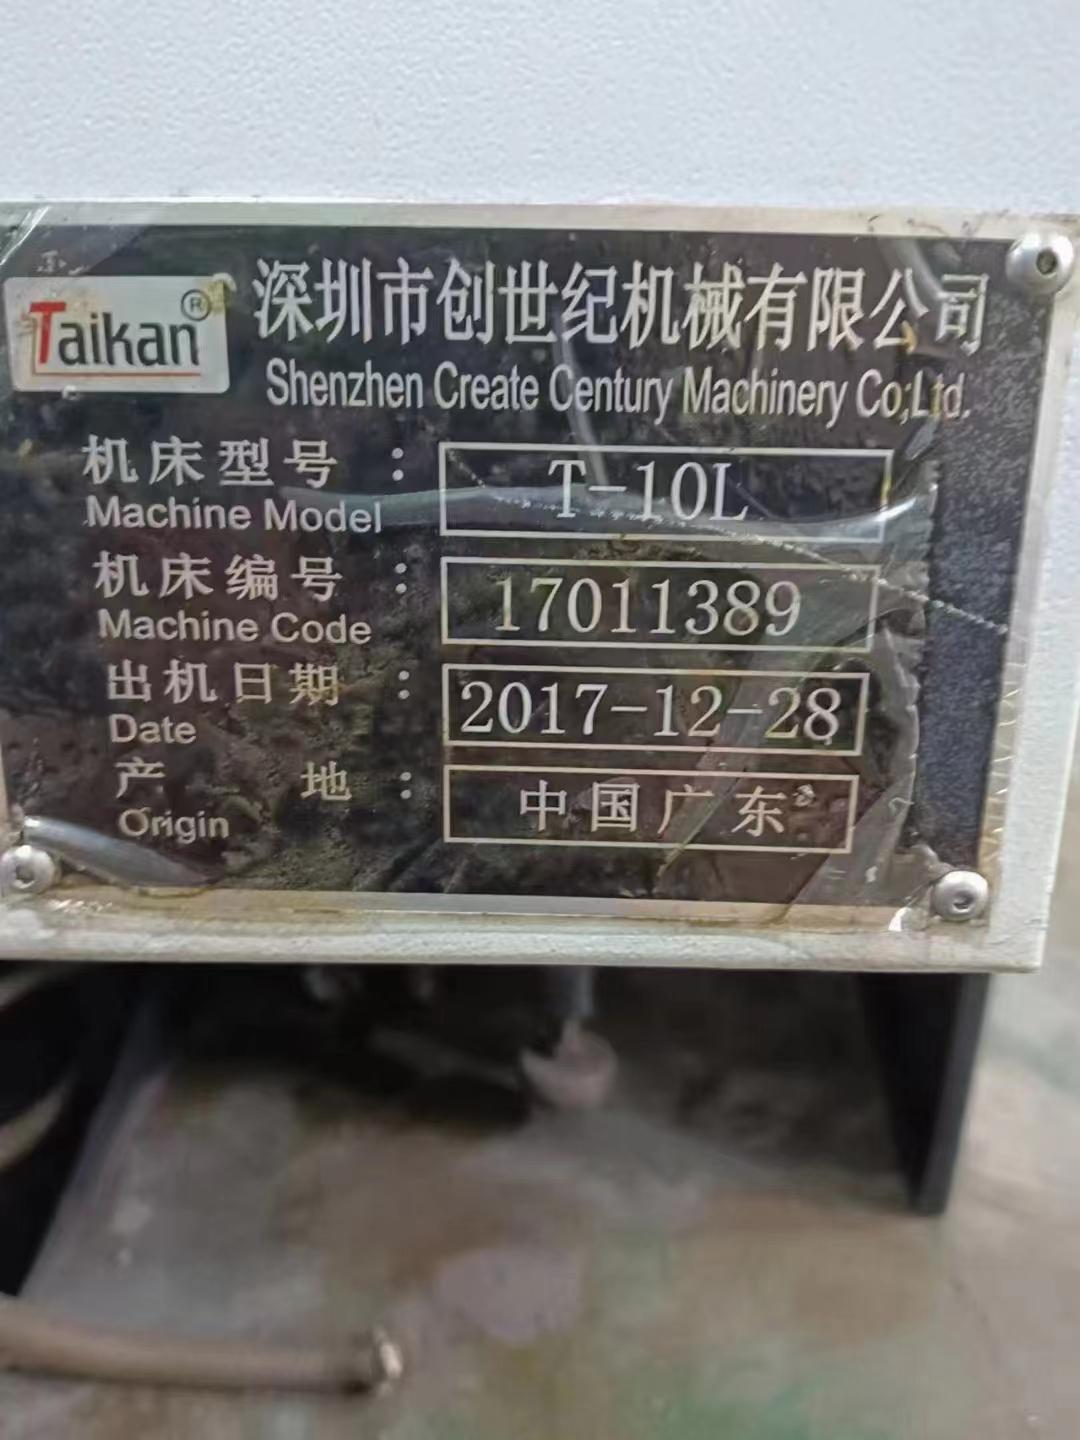 Taikan®
深圳市创世纪机械有限公司
Shenzhen Create Century Machinery Co,;Ltd.
机床型号： T-10L
Machine Model
机床编号： 17011389
Machine Code
出机日期： 2017-12-28
Date
产地： 中国广东
Origin